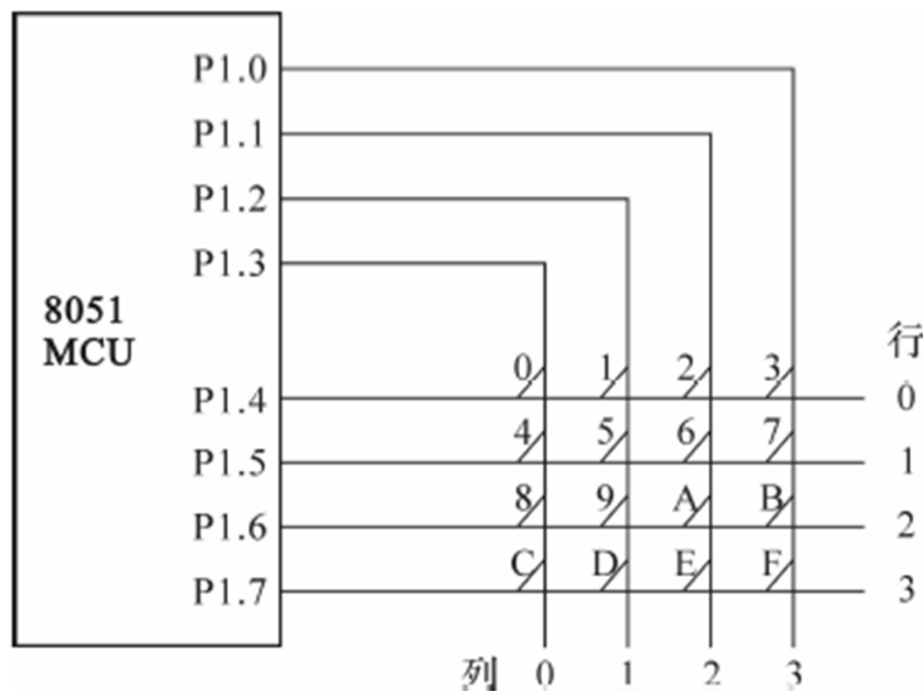 P1.0
P1.1
P1.2
P1.3
8051
MCU
行
0 1 2 3
P1.4 0
4 5 6 7
P1.5 1
8 9 A B
P1.6 2
C D E F
P1.7 3
列 0 1 2 3